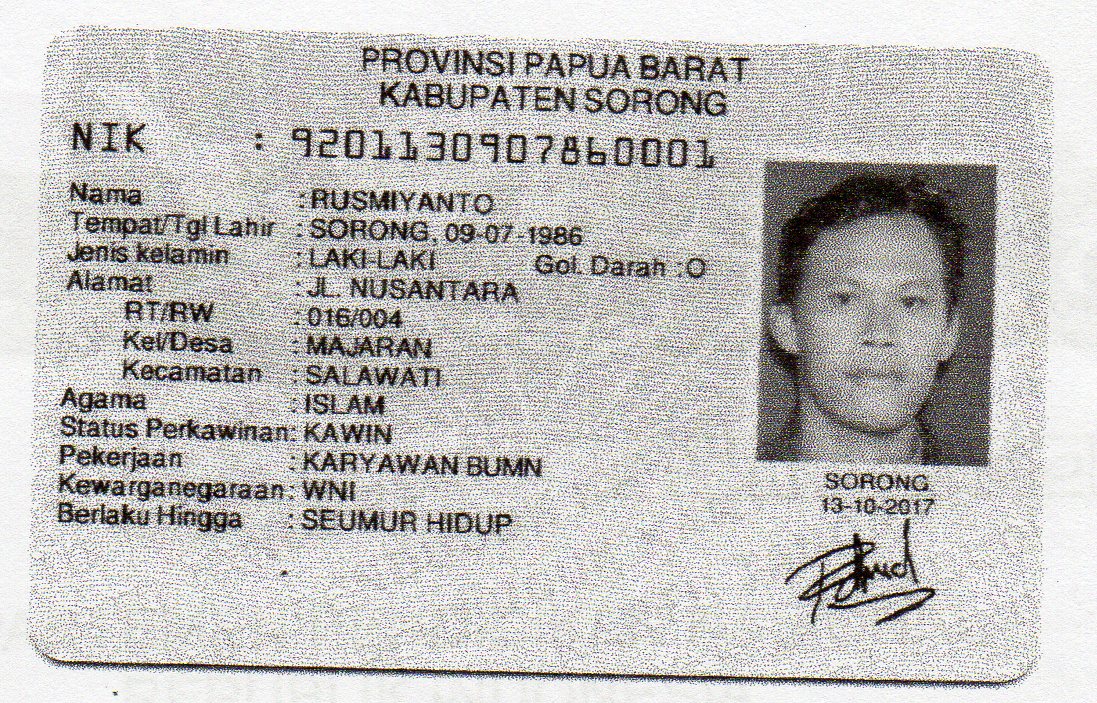 PROVINSI PAPUA BARAT
KABUPATEN SORONG
NIK : 9201130907860001
Nama : RUSMIYANTO
Tempat/Tgl Lahir : SORONG, 09-07-1986
Jenis kelamin : LAKI-LAKI Gol. Darah : O
Alamat : JL. NUSANTARA
RT/RW : 016/004
Kel/Desa : MAJARAN
Kecamatan : SALAWATI
Agama : ISLAM
Status Perkawinan: KAWIN
Pekerjaan : KARYAWAN BUMN
Kewarganegaraan: WNI
Berlaku Hingga : SEUMUR HIDUP
SORONG
13-10-2017